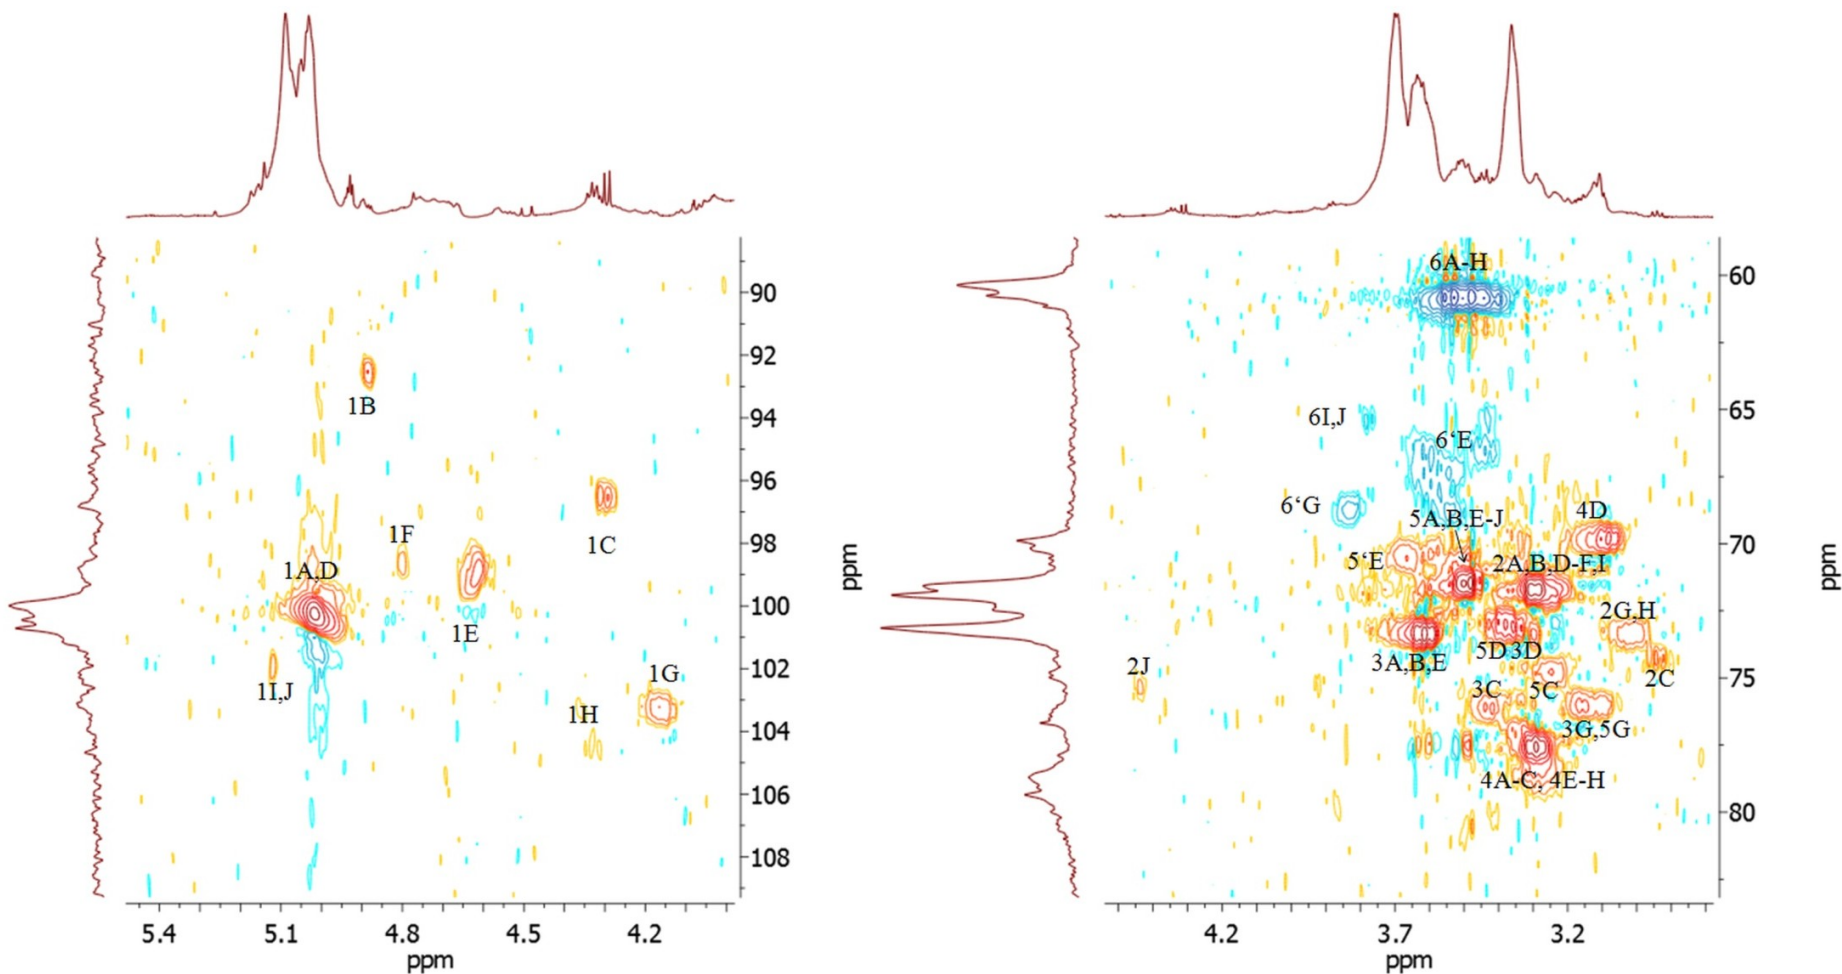 90
92
1B
94
96
1C
1F
98
1A,D
100
1E
102
1I,J
1G
1H
104
106
108
5.4 5.1 4.8 4.5 4.2
ppm
ppm
6A-H
60
6I,J
65
6‘E
6‘G
5A,B,E-J
4D
70
5‘E
2A,B,D-F,I
2G,H
3A,B,E
5D 3D
2J
2C
75
3C
5C
3G,5G
4A-C, 4E-H
80
4.2 3.7 3.2
ppm
ppm